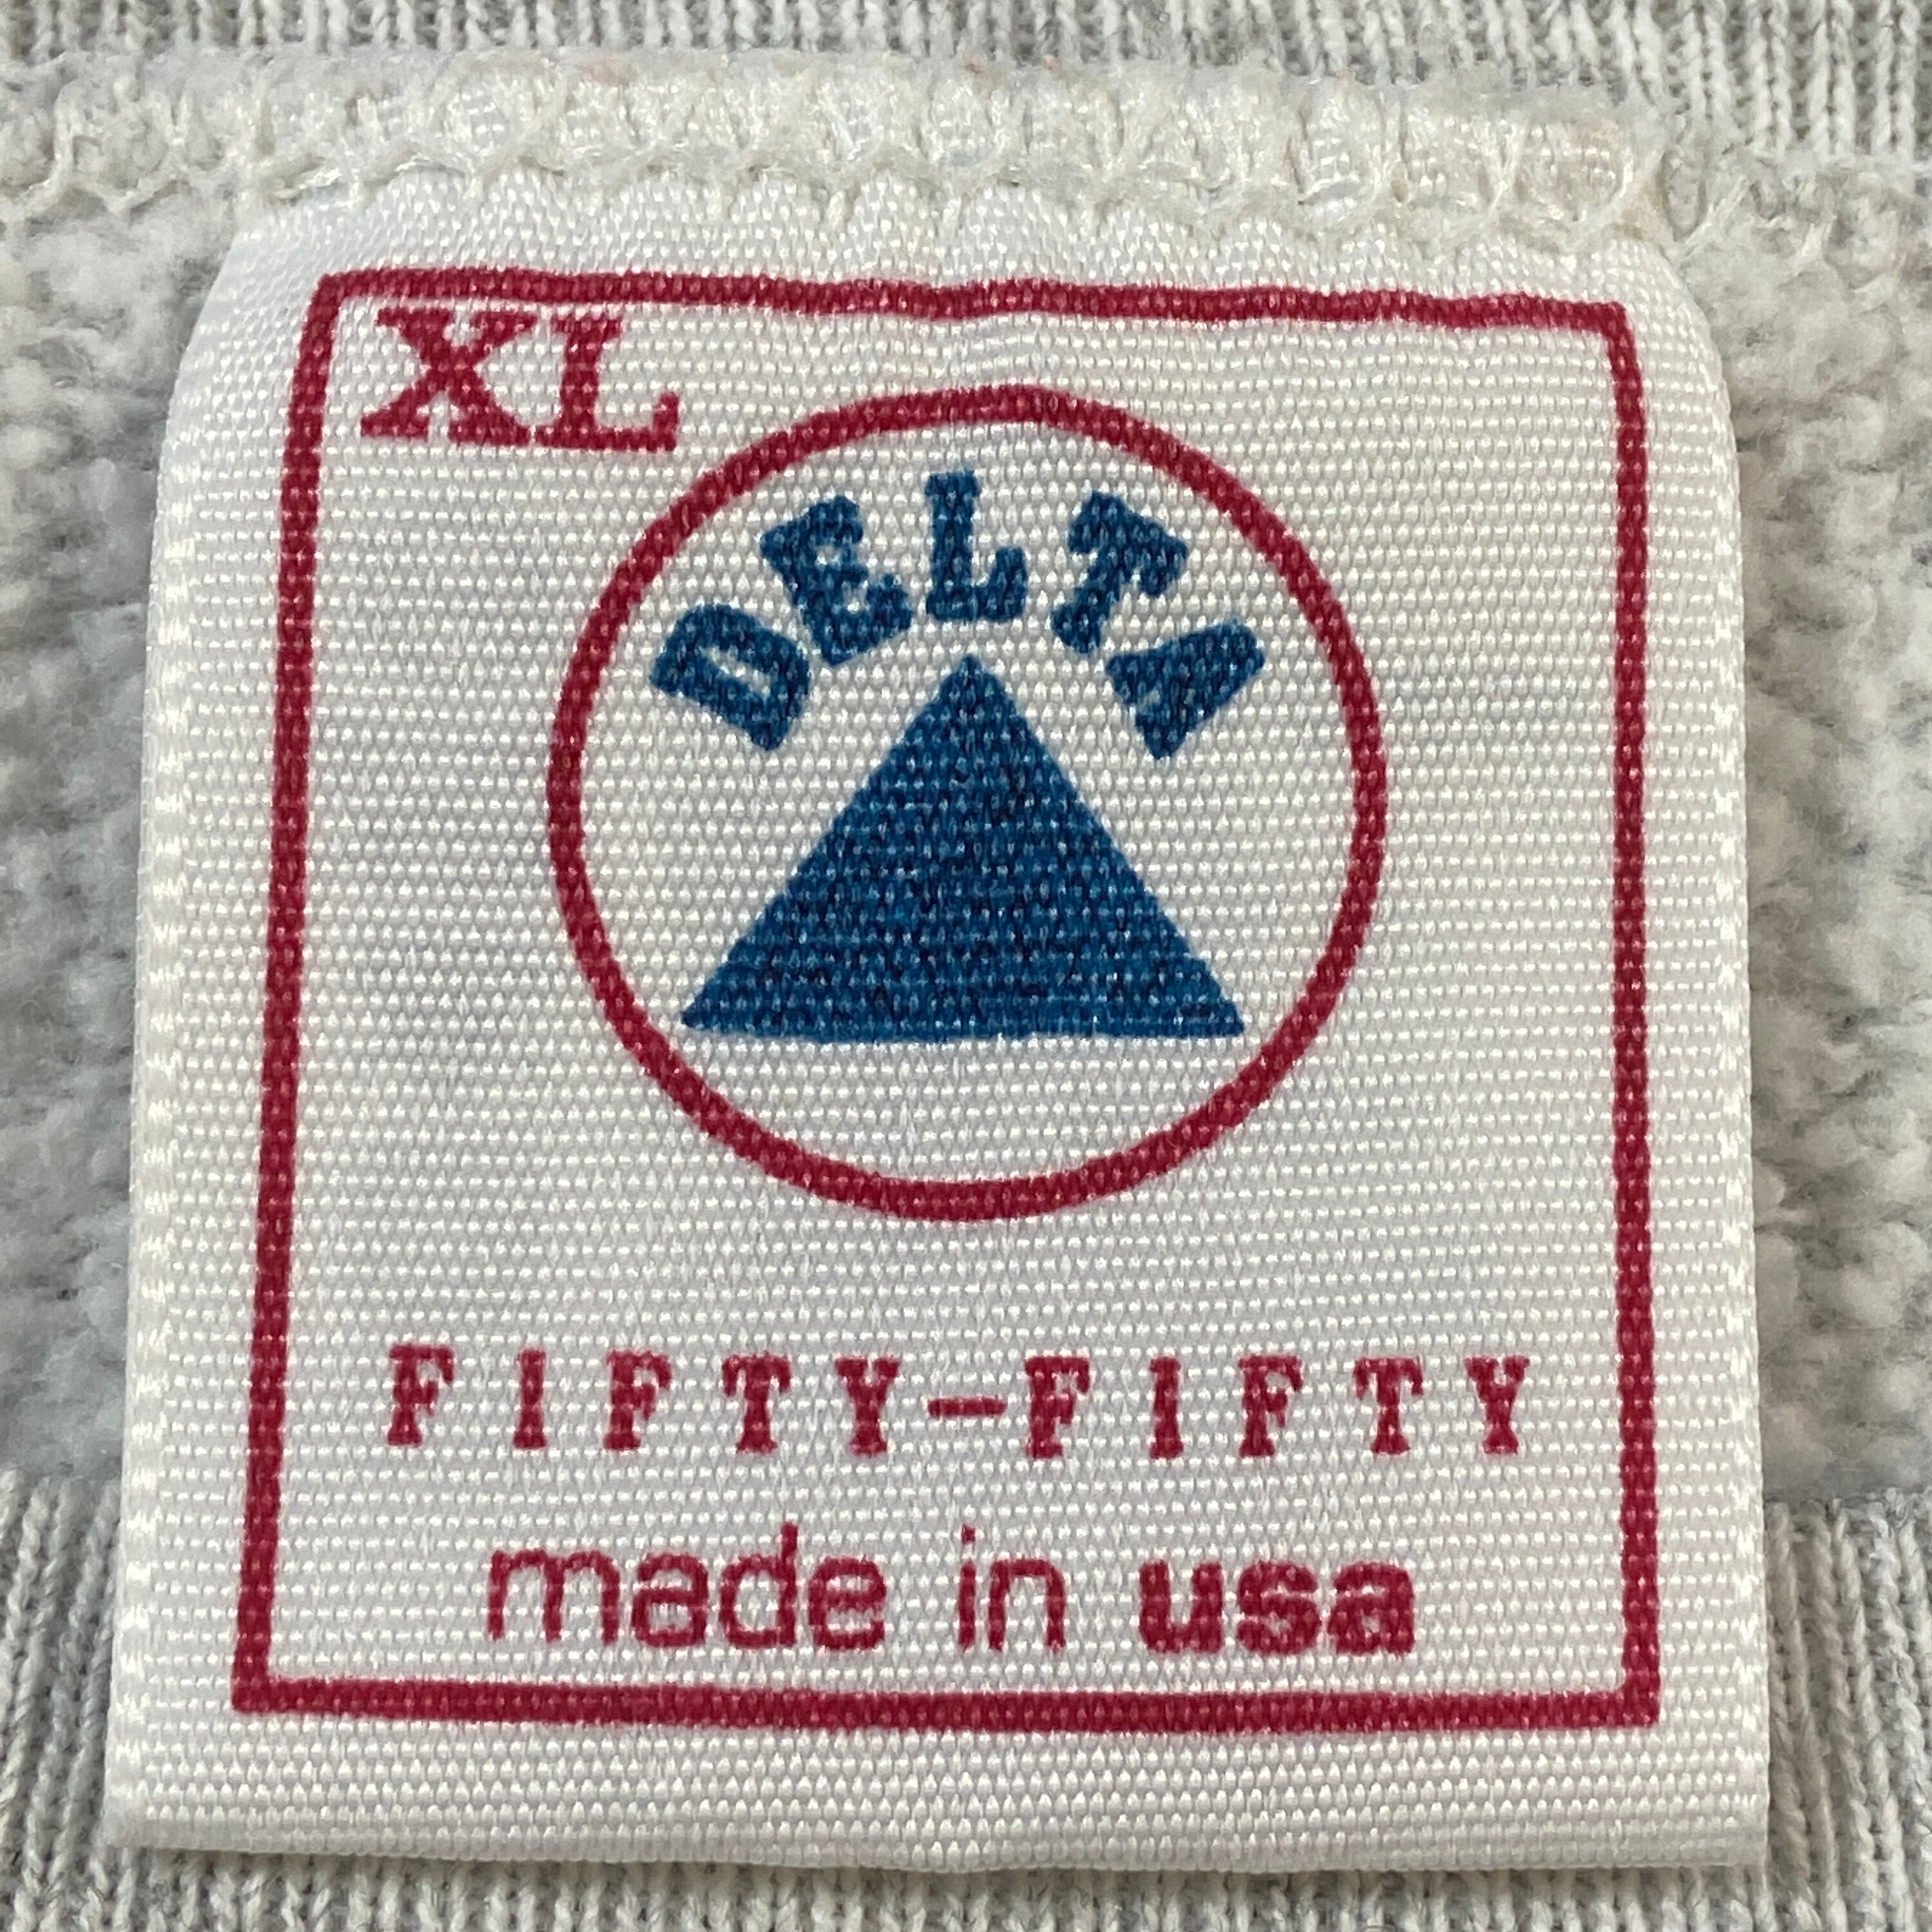 XL
DELTA
FIFTY-FIFTY
made in usa